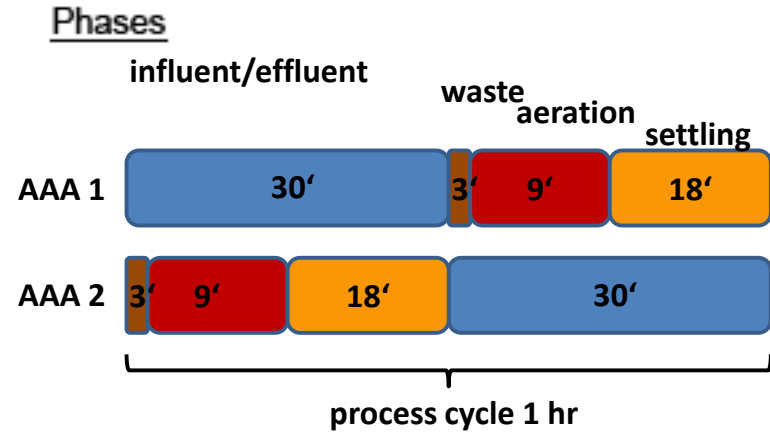 Phases
influent/effluent
waste
aeration
settling
AAA 1 30‘ 3‘ 9‘ 18‘
AAA 2 3‘ 9‘ 18‘ 30‘
process cycle 1 hr